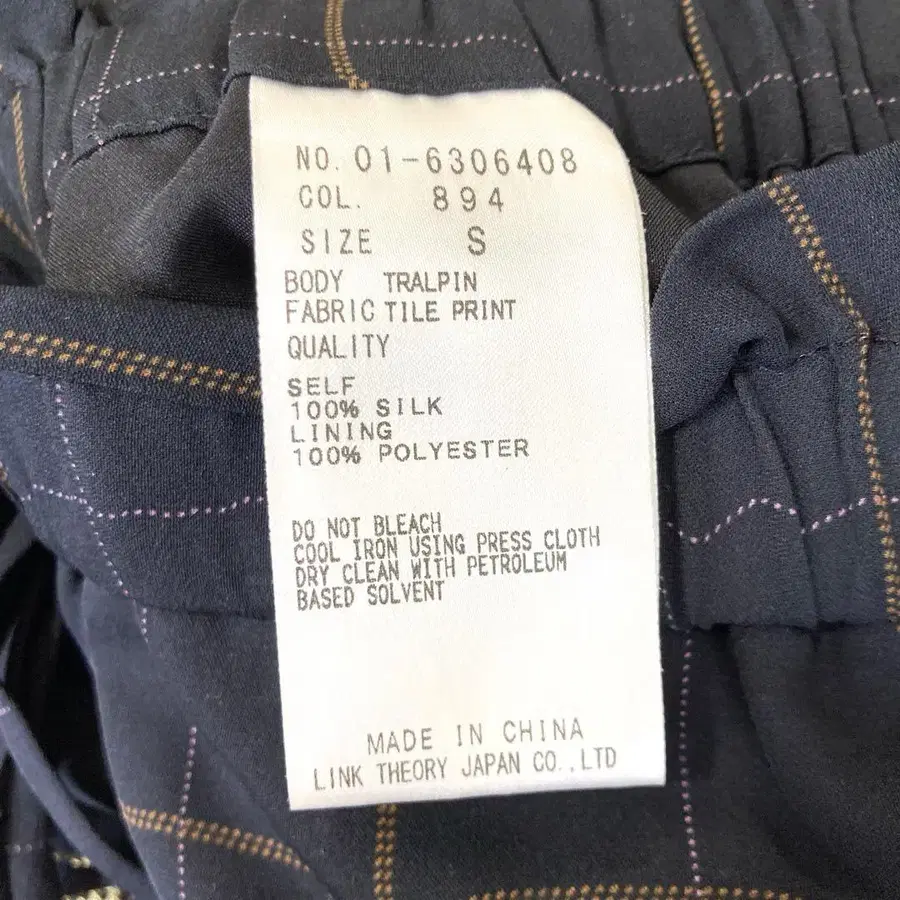 NO. 01-6306408
COL. 894
SIZE S
BODY TRALPIN
FABRIC TILE PRINT
QUALITY
SELF
100% SILK
LINING
100% POLYESTER
DO NOT BLEACH
COOL IRON USING PRESS CLOTH
DRY CLEAN WITH PETROLEUM
BASED SOLVENT
MADE IN CHINA
LINK THEORY JAPAN CO.,LTD